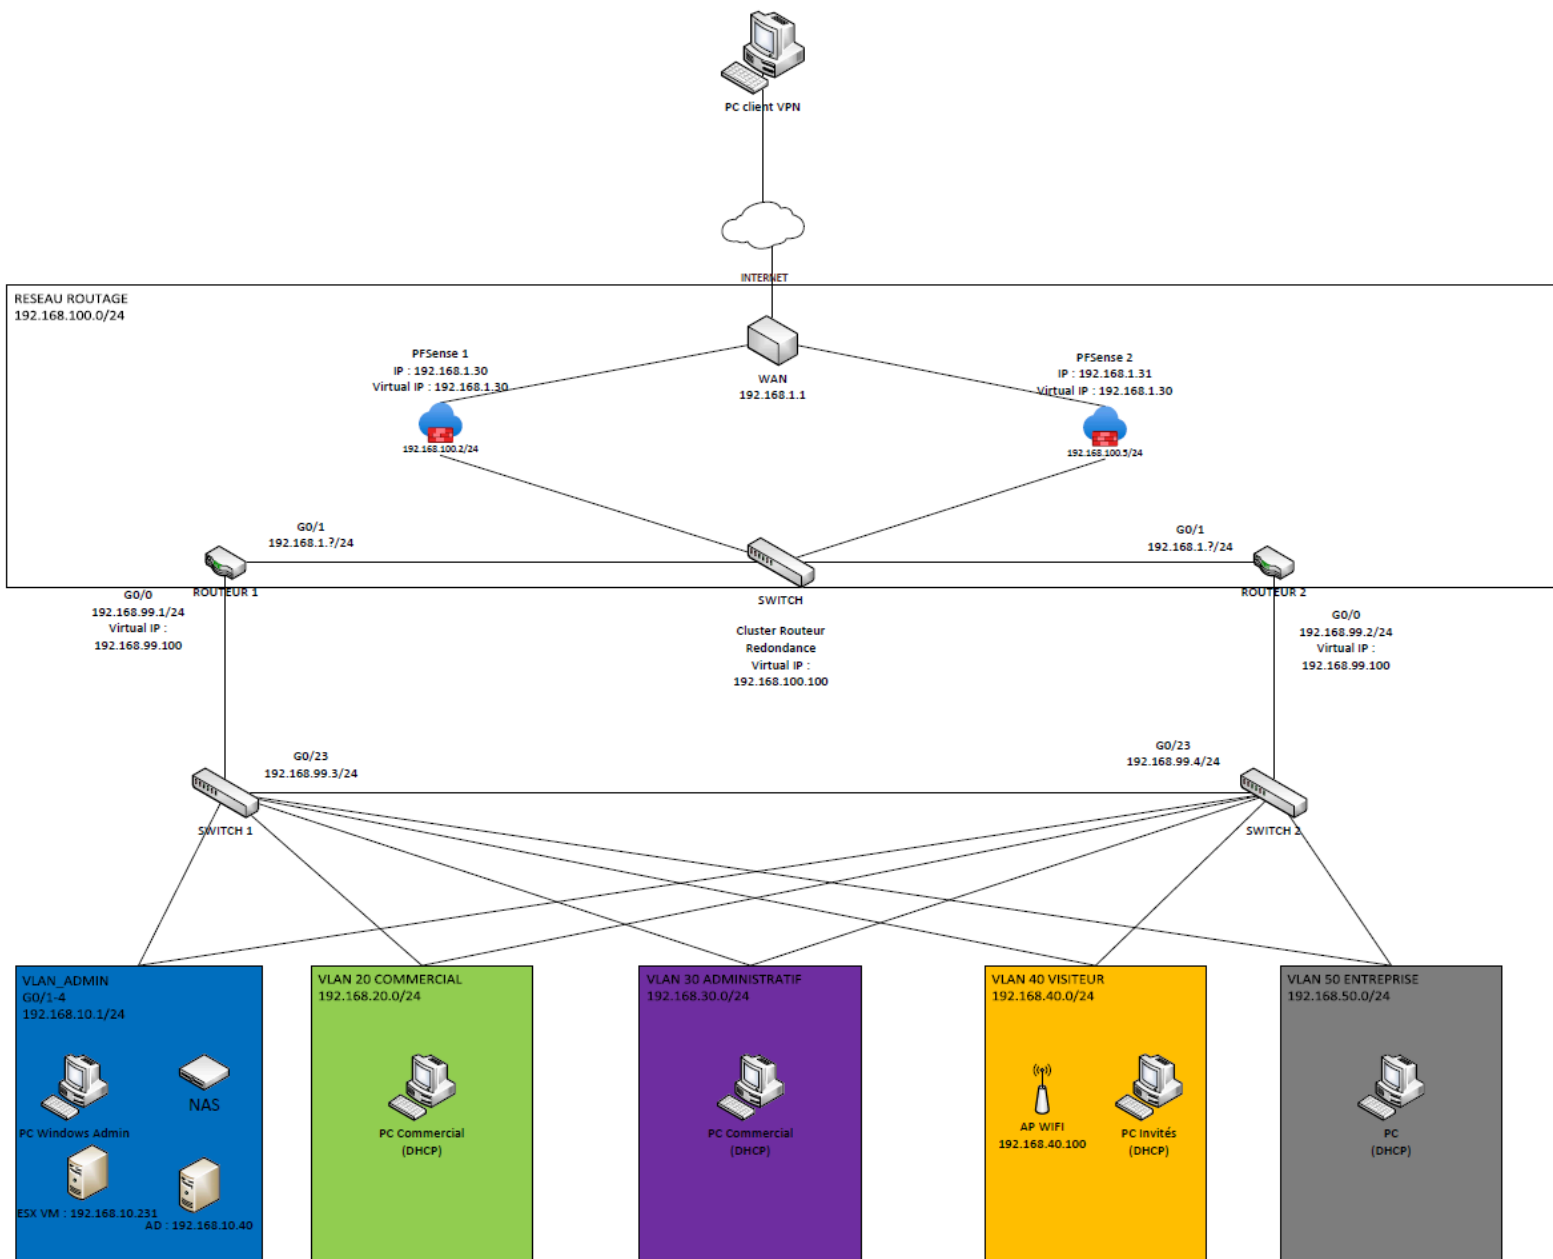 PC client VPN
INTERNET
RESEAU ROUTAGE
192.168.100.0/24
PFSense 1
IP : 192.168.1.30
Virtual IP : 192.168.1.30
WAN
192.168.1.1
PFSense 2
IP : 192.168.1.31
Virtual IP : 192.168.1.30
192.168.100.2/24
192.168.100.5/24
G0/1
192.168.1.?/24
G0/1
192.168.1.?/24
ROUTEUR 1
SWITCH
ROUTEUR 2
G0/0
192.168.99.1/24
Virtual IP :
192.168.99.100
Cluster Routeur
Redondance
Virtual IP :
192.168.100.100
G0/0
192.168.99.2/24
Virtual IP :
192.168.99.100
G0/23
192.168.99.3/24
G0/23
192.168.99.4/24
SWITCH 1
SWITCH 2
VLAN_ADMIN
G0/1-4
192.168.10.1/24
PC Windows Admin
NAS
ESX VM : 192.168.10.231
AD : 192.168.10.40
VLAN 20 COMMERCIAL
192.168.20.0/24
PC Commercial
(DHCP)
VLAN 30 ADMINISTRATIF
192.168.30.0/24
PC Commercial
(DHCP)
VLAN 40 VISITEUR
192.168.40.0/24
AP WIFI
192.168.40.100
PC Invités
(DHCP)
VLAN 50 ENTREPRISE
192.168.50.0/24
PC
(DHCP)